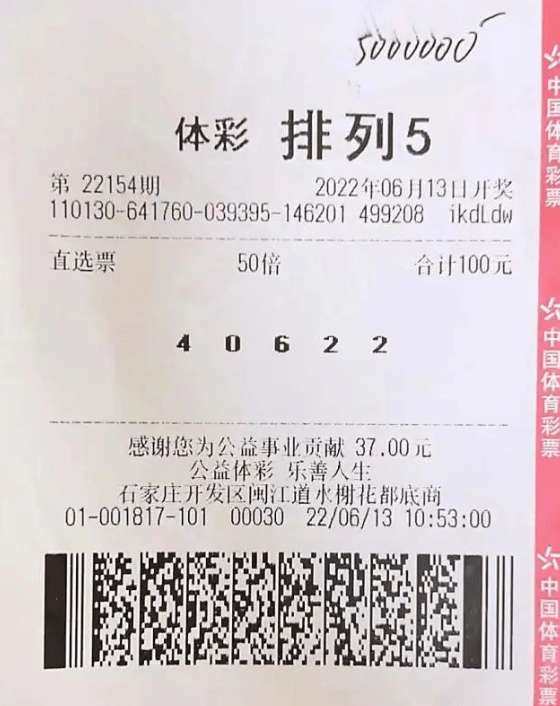 5000000
体彩 排列5
第 22154期 2022年06月13日开奖
110130-641760-039395-146201 499208 ikdLdw
直选票 50倍 合计100元
4 0 6 2 2
感谢您为公益事业贡献 37.00元
公益体彩 乐善人生
石家庄开发区闽江道水榭花都底商
01-001817-101 00030 22/06/13 10:53:00
中国体育彩票
中国体育彩票
中国体育彩票